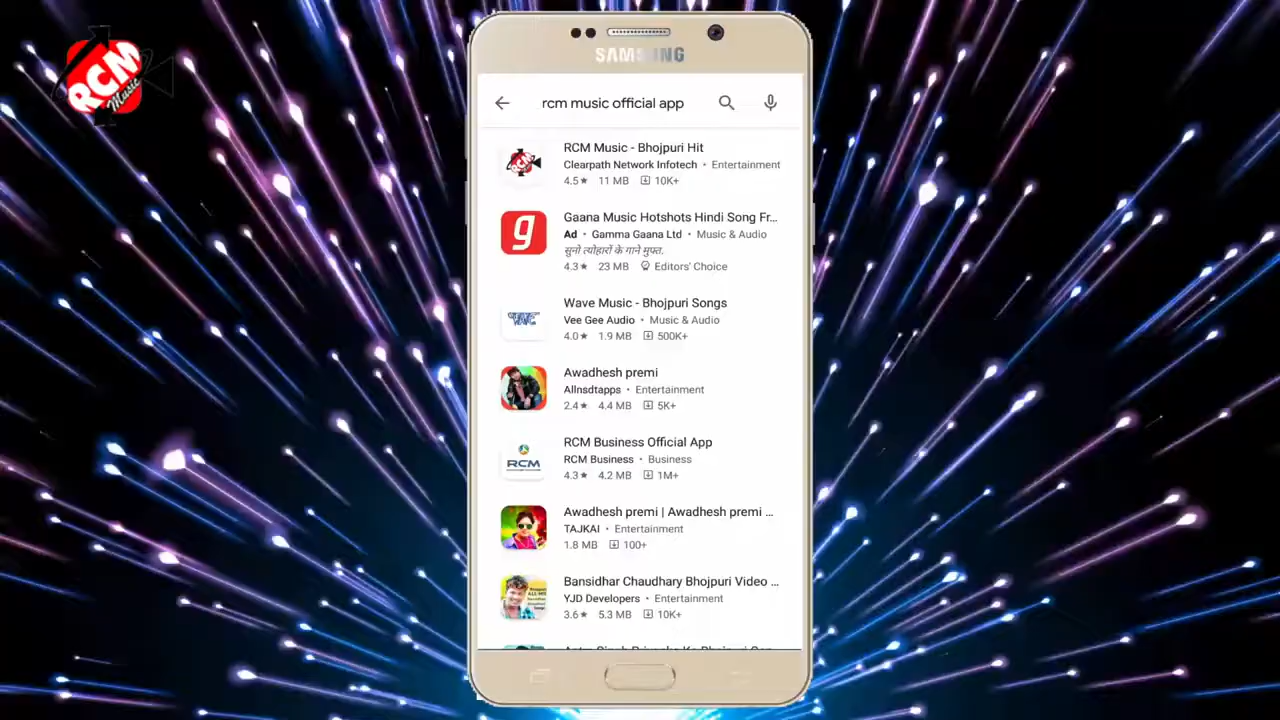 RCM
Music
SAMSUNG
rcm music official app
RCM Music - Bhojpuri Hit
Clearpath Network Infotech • Entertainment
4.5★ 11 MB 10K+
g
Gaana Music Hotshots Hindi Song Fr...
Ad • Gamma Gaana Ltd • Music & Audio
सुनो त्योहारों के गाने मुफ्त.
4.3★ 23 MB Editors' Choice
Wave Music - Bhojpuri Songs
Vee Gee Audio • Music & Audio
4.0★ 1.9 MB 500K+
Awadhesh premi
Allnsdtapps • Entertainment
2.4★ 4.4 MB 5K+
RCM Business Official App
RCM
RCM Business • Business
4.3★ 4.2 MB 1M+
Awadhesh premi | Awadhesh premi ...
TAJKAI • Entertainment
1.8 MB 100+
Bansidhar Chaudhary Bhojpuri Video ...
YJD Developers • Entertainment
3.6★ 5.3 MB 10K+